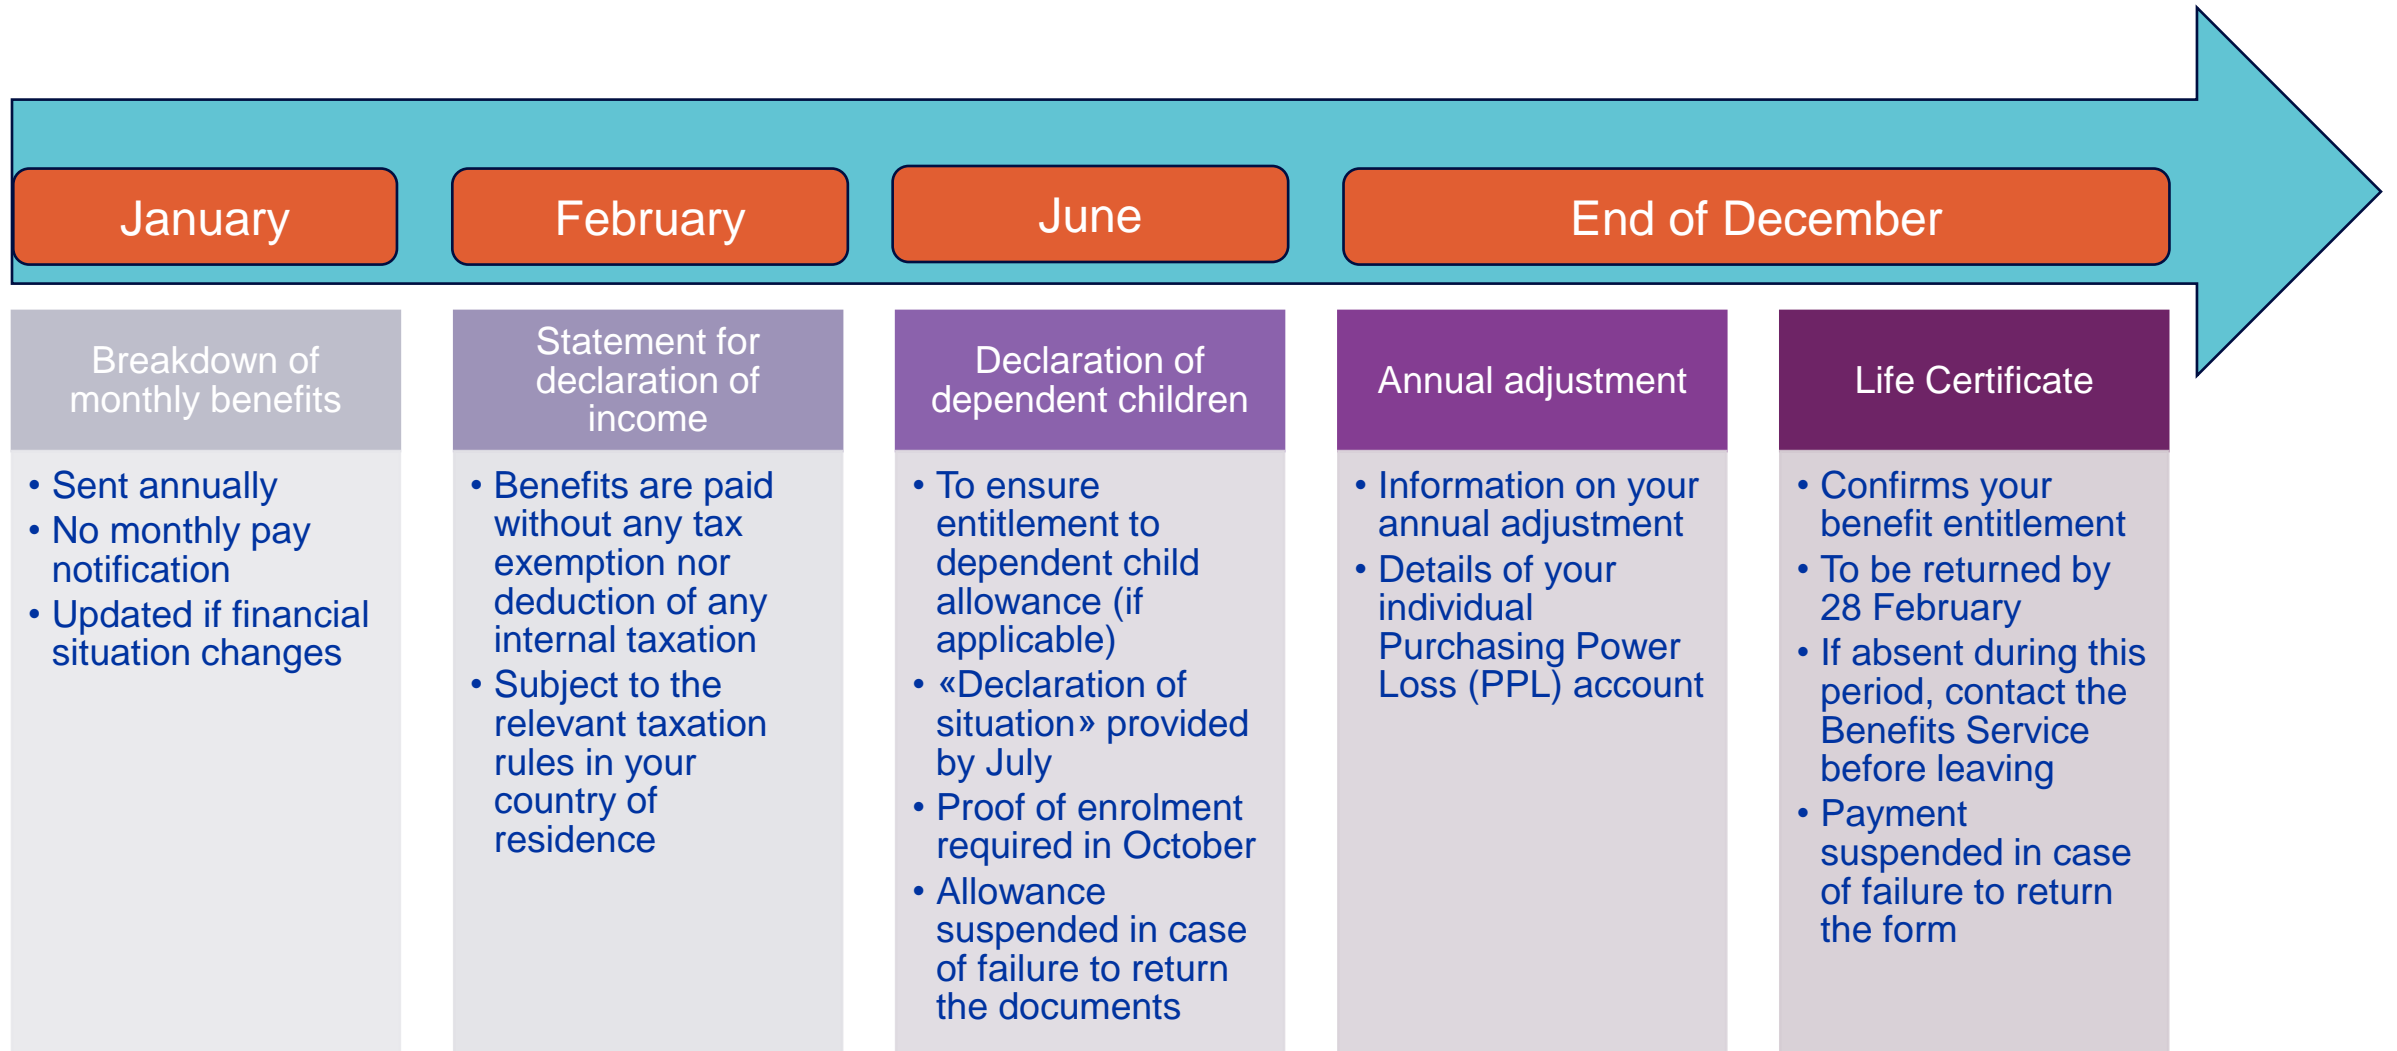 January
February
June
End of December
Breakdown of
monthly benefits
• Sent annually
• No monthly pay
notification
• Updated if financial
situation changes
Statement for
declaration of
income
• Benefits are paid
without any tax
exemption nor
deduction of any
internal taxation
• Subject to the
relevant taxation
rules in your
country of
residence
Declaration of
dependent children
• To ensure
entitlement to
dependent child
allowance (if
applicable)
• «Declaration of
situation» provided
by July
• Proof of enrolment
required in October
• Allowance
suspended in case
of failure to return
the documents
Annual adjustment
• Information on your
annual adjustment
• Details of your
individual
Purchasing Power
Loss (PPL) account
Life Certificate
• Confirms your
benefit entitlement
• To be returned by
28 February
• If absent during this
period, contact the
Benefits Service
before leaving
• Payment
suspended in case
of failure to return
the form